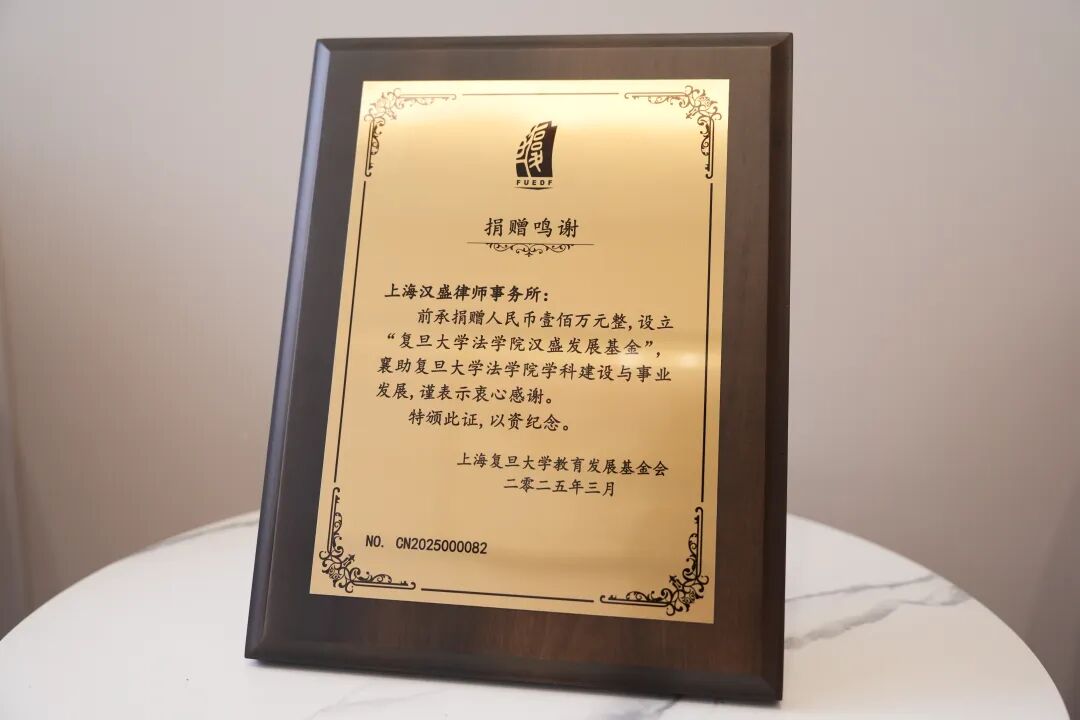 FUEDF
捐赠鸣谢
上海汉盛律师事务所：
前承捐赠人民币壹佰万元整，设立
“复旦大学法学院汉盛发展基金”，
襄助复旦大学法学院学科建设与事业
发展，谨表示衷心感谢。
特颁此证，以资纪念。
上海复旦大学教育发展基金会
二零二五年三月
NO. CN2025000082